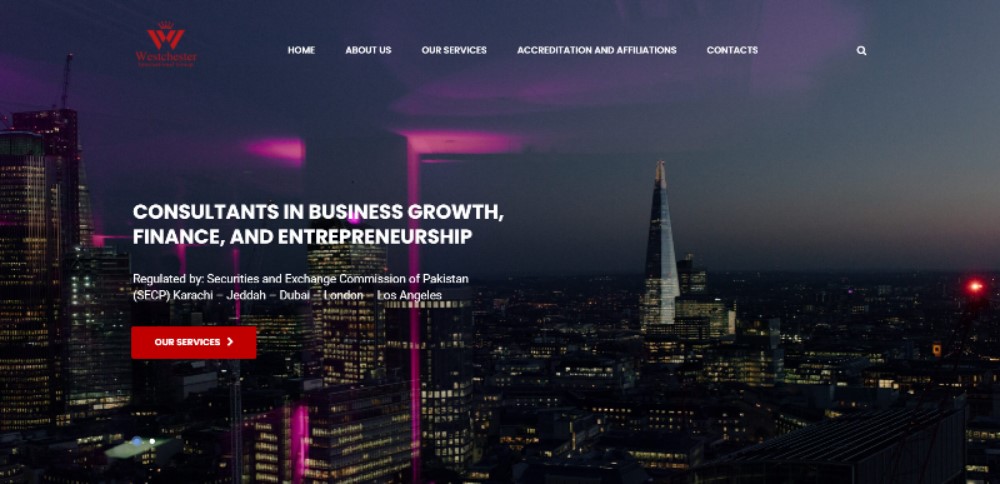 Westchester
HOME
ABOUT US
OUR SERVICES
ACCREDITATION AND AFFILIATIONS
CONTACTS
CONSULTANTS IN BUSINESS GROWTH,
FINANCE, AND ENTREPRENEURSHIP
Regulated by: Securities and Exchange Commission of Pakistan
(SECP) Karachi – Jeddah – Dubai – London – Los Angeles
OUR SERVICES